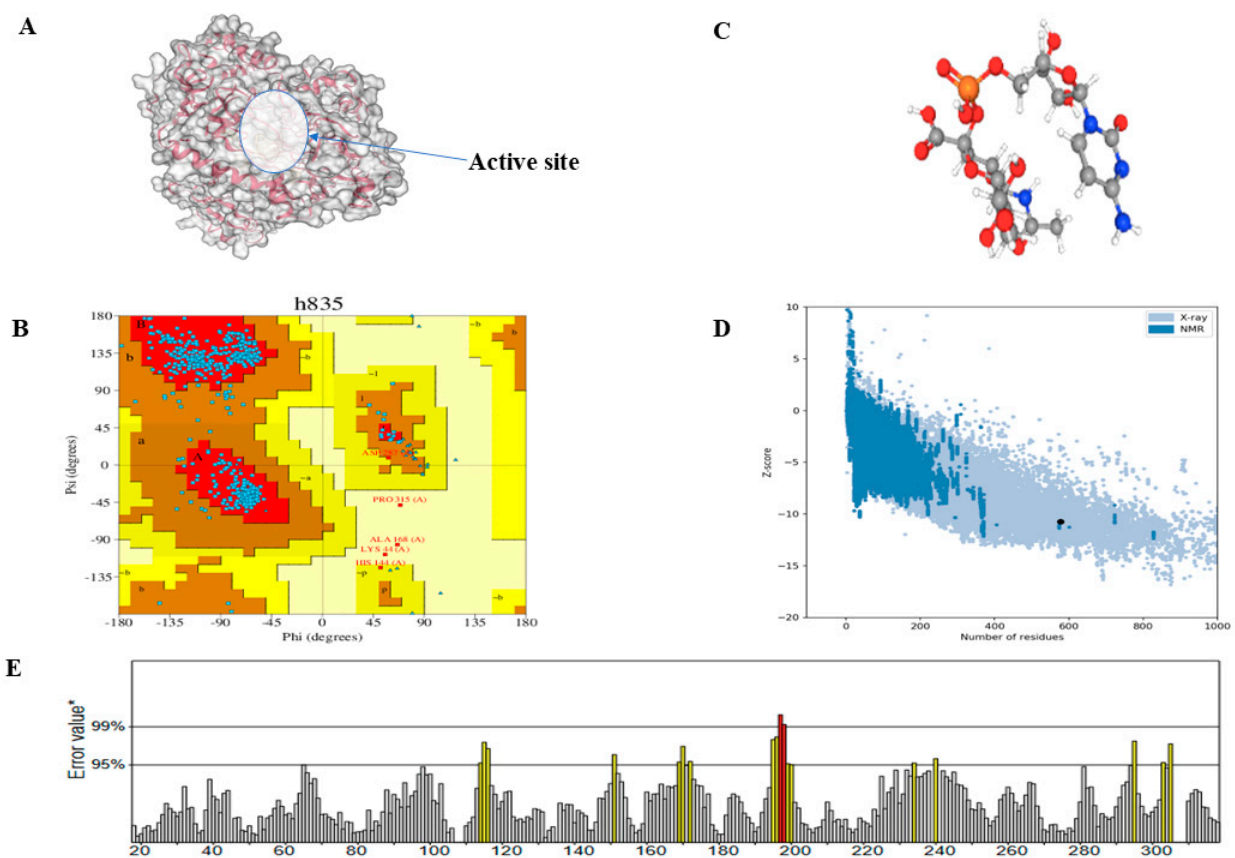 A
Active site
C
B
h835
180
135
90
45
0
-45
-90
-135
Psi (degrees)
B
b
a
A
~b
~a
~l
l
~b
b
PRO 315 (A)
ALA 168 (A)
LYS 44 (A)
HIS 144 (A)
~b
b
~p
p
~b
-180
-135
-90
-45
0
45
90
135
180
Phi (degrees)
D
X-ray
NMR
10
5
0
−5
−10
−15
−20
Z-score
0
200
400
600
800
1000
Number of residues
E
Error value*
99%
95%
20
40
60
80
100
120
140
160
180
200
220
240
260
280
300